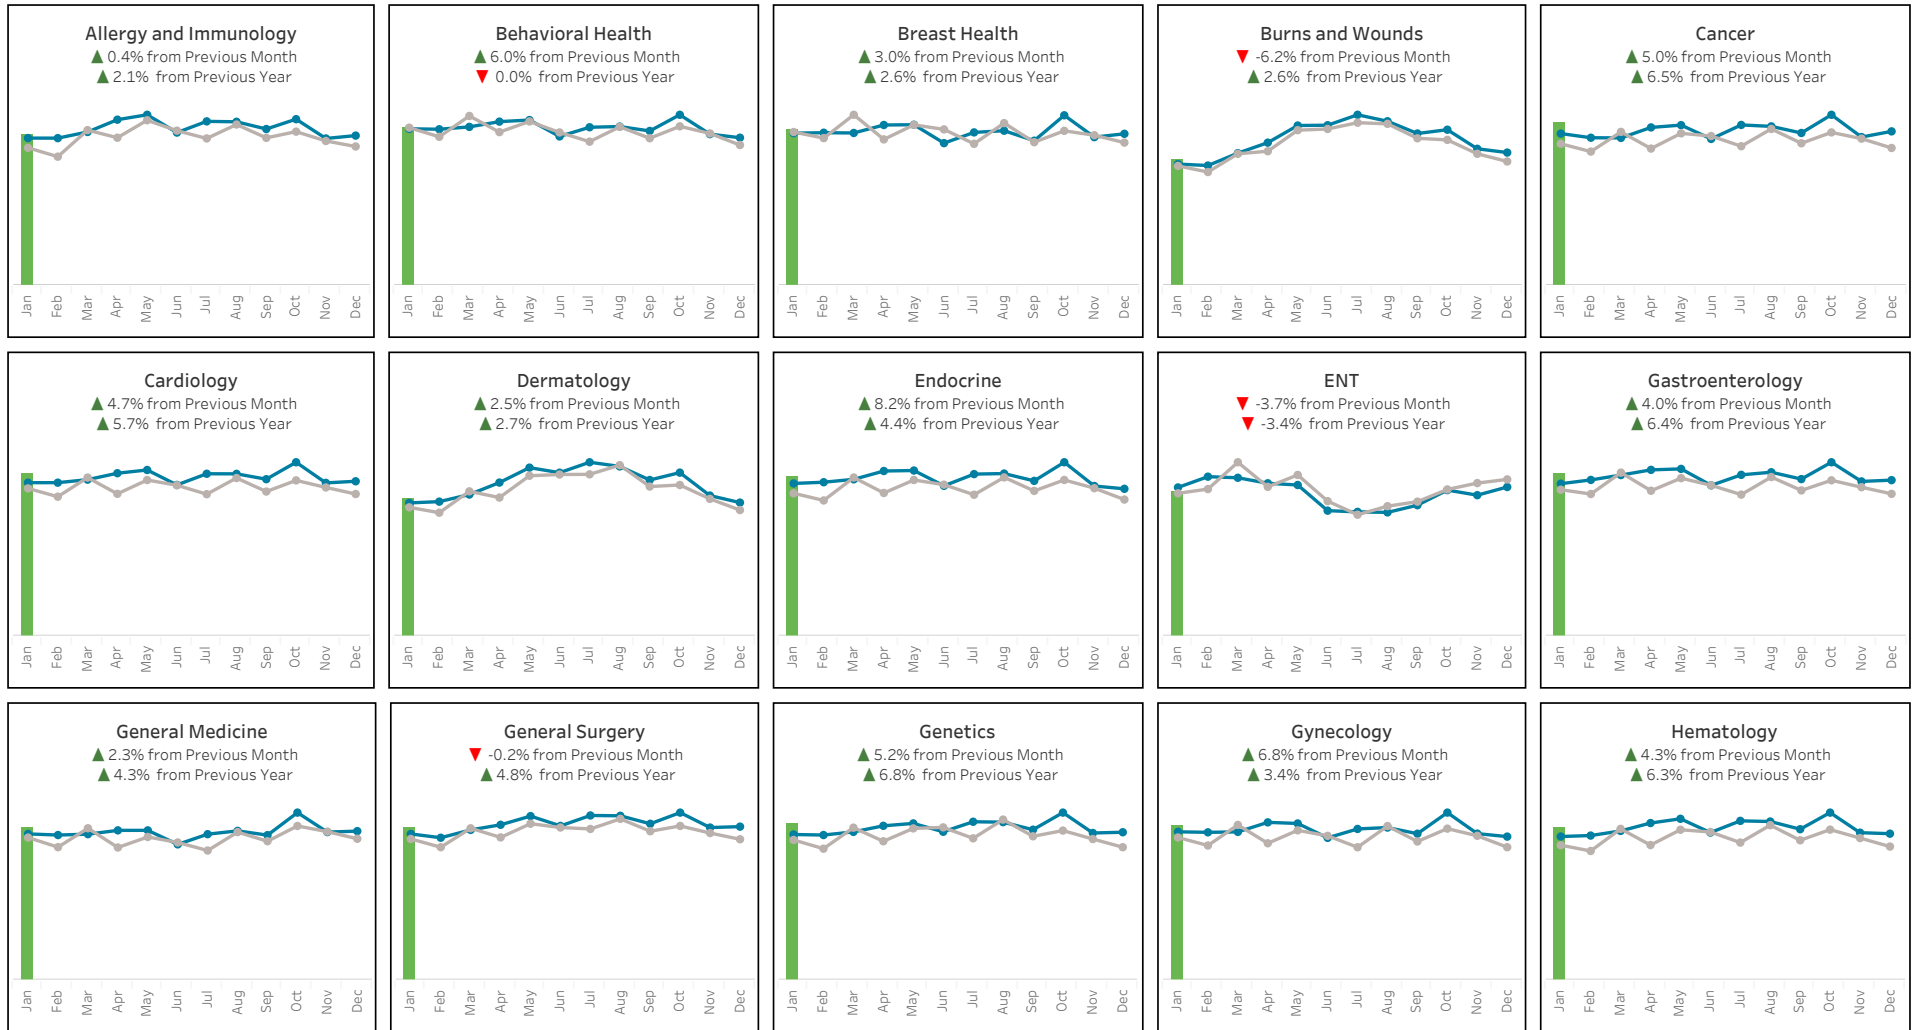 Allergy and Immunology
▲ 0.4% from Previous Month
▲ 2.1% from Previous Year
Jan Feb Mar Apr May Jun Jul Aug Sep Oct Nov Dec
Behavioral Health
▲ 6.0% from Previous Month
▼ 0.0% from Previous Year
Jan Feb Mar Apr May Jun Jul Aug Sep Oct Nov Dec
Breast Health
▲ 3.0% from Previous Month
▲ 2.6% from Previous Year
Jan Feb Mar Apr May Jun Jul Aug Sep Oct Nov Dec
Burns and Wounds
▼ -6.2% from Previous Month
▲ 2.6% from Previous Year
Jan Feb Mar Apr May Jun Jul Aug Sep Oct Nov Dec
Cancer
▲ 5.0% from Previous Month
▲ 6.5% from Previous Year
Jan Feb Mar Apr May Jun Jul Aug Sep Oct Nov Dec
Cardiology
▲ 4.7% from Previous Month
▲ 5.7% from Previous Year
Jan Feb Mar Apr May Jun Jul Aug Sep Oct Nov Dec
Dermatology
▲ 2.5% from Previous Month
▲ 2.7% from Previous Year
Jan Feb Mar Apr May Jun Jul Aug Sep Oct Nov Dec
Endocrine
▲ 8.2% from Previous Month
▲ 4.4% from Previous Year
Jan Feb Mar Apr May Jun Jul Aug Sep Oct Nov Dec
ENT
▼ -3.7% from Previous Month
▼ -3.4% from Previous Year
Jan Feb Mar Apr May Jun Jul Aug Sep Oct Nov Dec
Gastroenterology
▲ 4.0% from Previous Month
▲ 6.4% from Previous Year
Jan Feb Mar Apr May Jun Jul Aug Sep Oct Nov Dec
General Medicine
▲ 2.3% from Previous Month
▲ 4.3% from Previous Year
Jan Feb Mar Apr May Jun Jul Aug Sep Oct Nov Dec
General Surgery
▼ -0.2% from Previous Month
▲ 4.8% from Previous Year
Jan Feb Mar Apr May Jun Jul Aug Sep Oct Nov Dec
Genetics
▲ 5.2% from Previous Month
▲ 6.8% from Previous Year
Jan Feb Mar Apr May Jun Jul Aug Sep Oct Nov Dec
Gynecology
▲ 6.8% from Previous Month
▲ 3.4% from Previous Year
Jan Feb Mar Apr May Jun Jul Aug Sep Oct Nov Dec
Hematology
▲ 4.3% from Previous Month
▲ 6.3% from Previous Year
Jan Feb Mar Apr May Jun Jul Aug Sep Oct Nov Dec